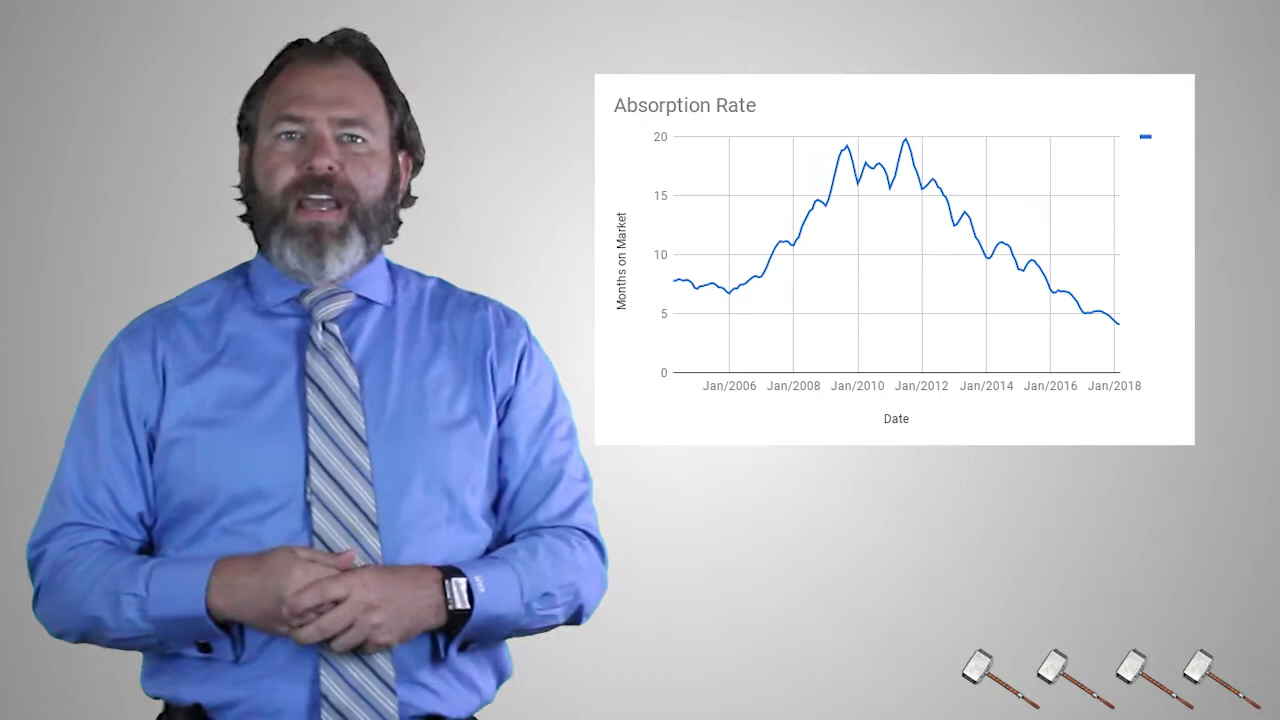 Absorption Rate
20
15
10
5
0
Months on Market
Jan/2006 Jan/2008 Jan/2010 Jan/2012 Jan/2014 Jan/2016 Jan/2018
Date